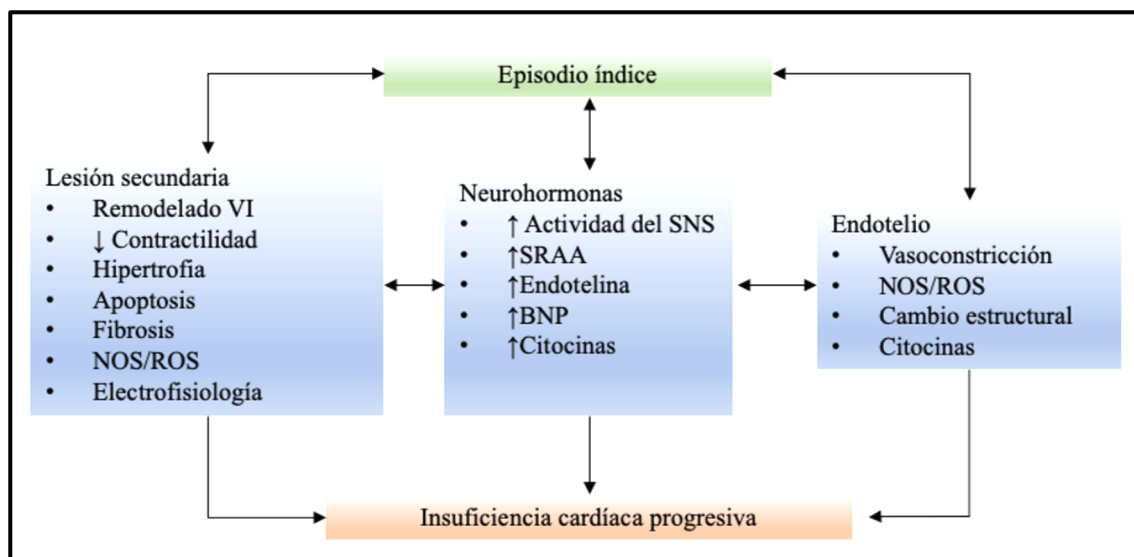 Episodio índice
Lesión secundaria
• Remodelado VI
• ↓ Contractilidad
• Hipertrofia
• Apoptosis
• Fibrosis
• NOS/ROS
• Electrofisiología
Neurohormonas
• ↑ Actividad del SNS
• ↑SRAA
• ↑Endotelina
• ↑BNP
• ↑Citocinas
Endotelio
• Vasoconstricción
• NOS/ROS
• Cambio estructural
• Citocinas
Insuficiencia cardíaca progresiva